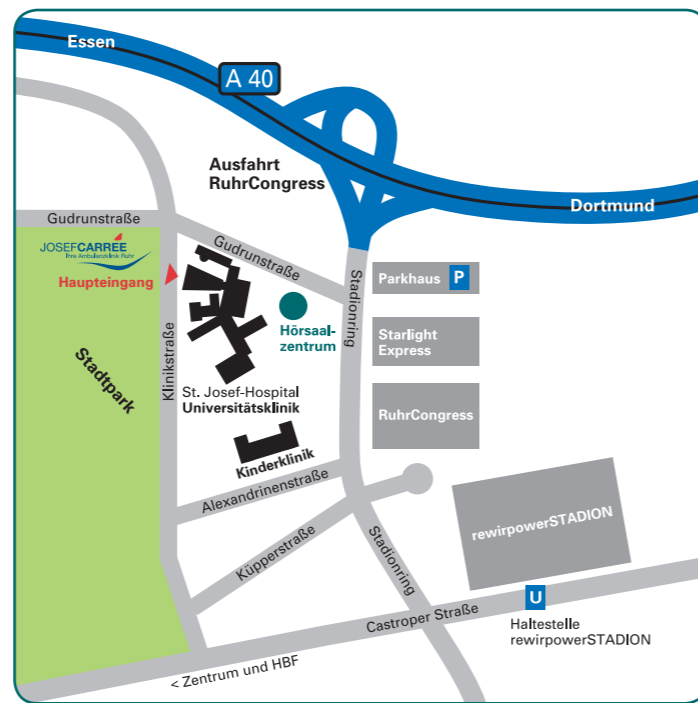 Essen
A 40
Ausfahrt
RuhrCongress
Dortmund
Gudrunstraße
JOSEFCARRÉE
Ihre Ambulanzklinik Ruhr
Haupteingang
Gudrunstraße
Stadionring
Parkhaus P
Hörsaal-
zentrum
Starlight
Express
Klinikstraße
Stadtpark
St. Josef-Hospital
Universitätsklinik
RuhrCongress
Kinderklinik
Alexandrinenstraße
Küpperstraße
Stadionring
rewirpowerSTADION
U
Castroper Straße
Haltestelle
rewirpowerSTADION
< Zentrum und HBF